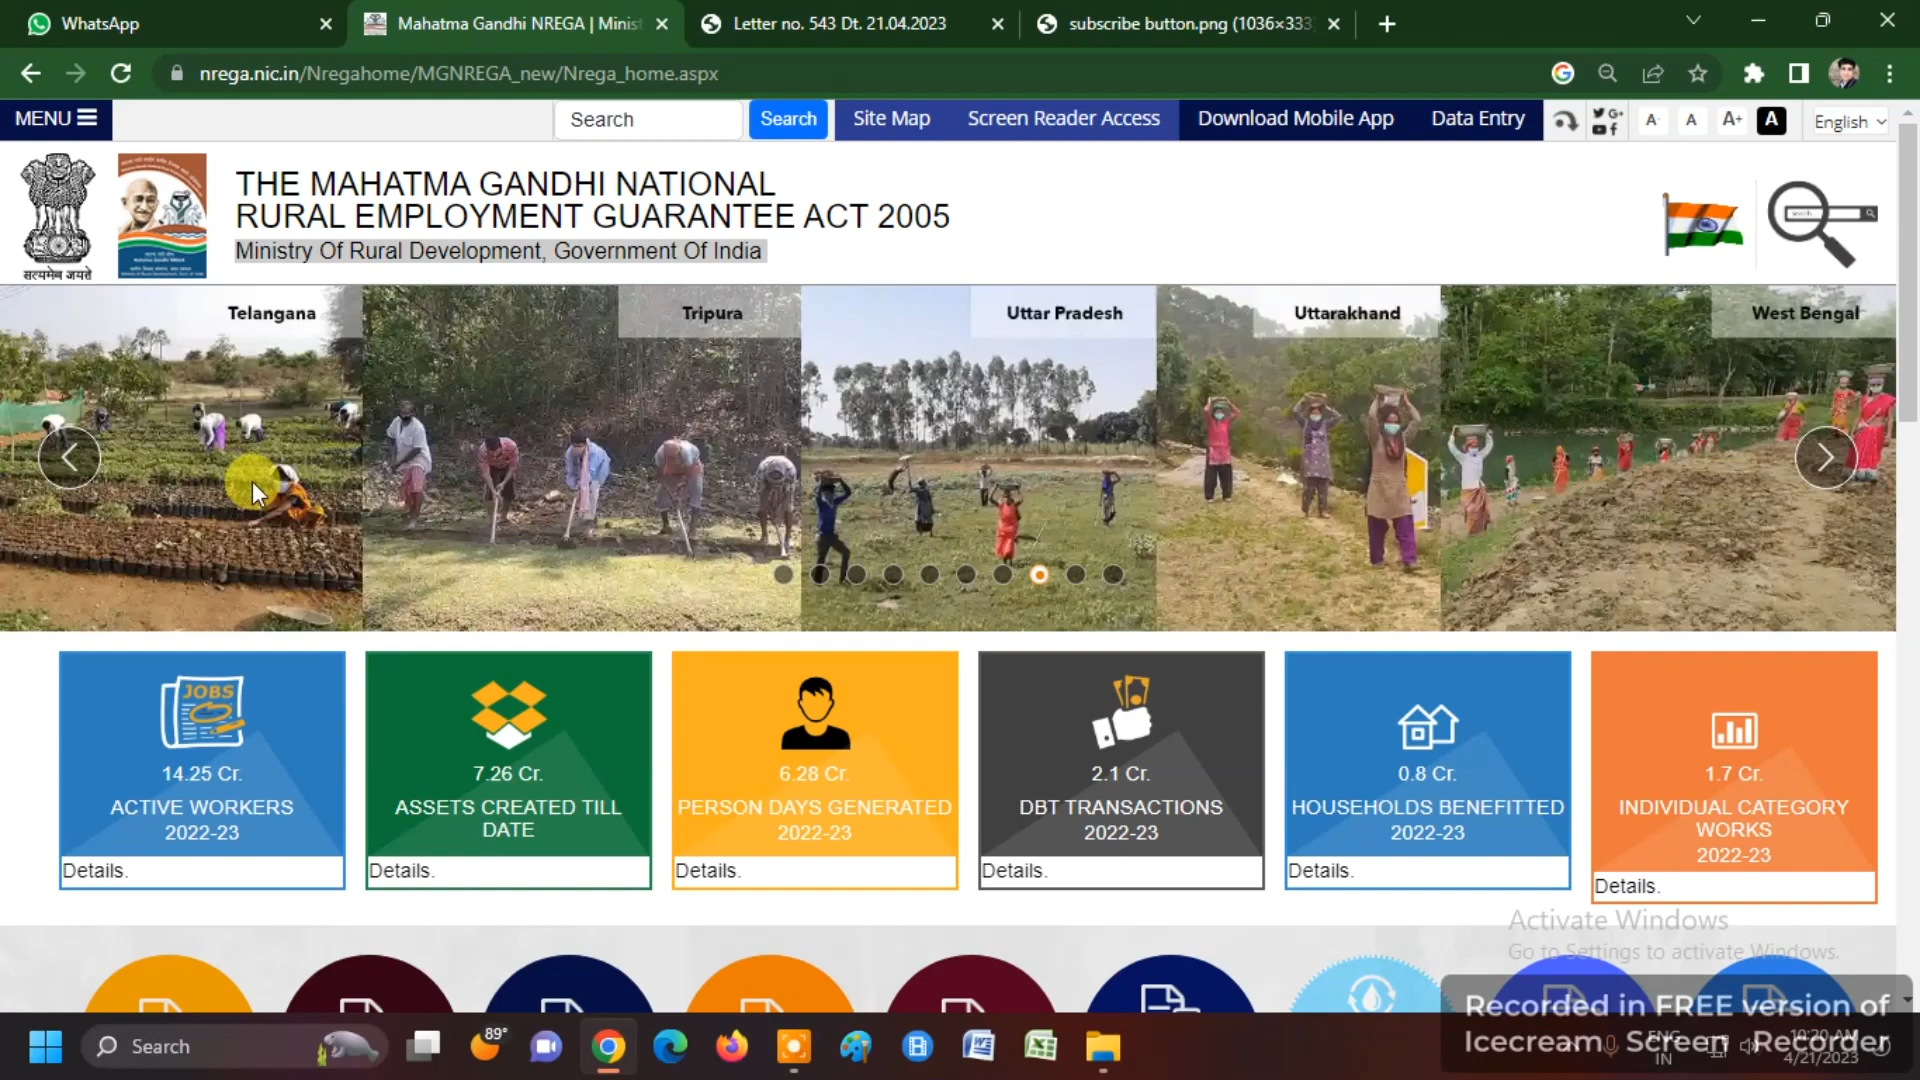 WhatsApp
Mahatma Gandhi NREGA | Minist
Letter no. 543 Dt. 21.04.2023
subscribe button.png (1036×333
nrega.nic.in/Nregahome/MGNREGA_new/Nrega_home.aspx
MENU
Search
Search
Site Map
Screen Reader Access
Download Mobile App
Data Entry
A-
A
A+
A
English
सत्यमेव जयते
THE MAHATMA GANDHI NATIONAL
RURAL EMPLOYMENT GUARANTEE ACT 2005
Ministry Of Rural Development, Government Of India
Telangana
Tripura
Uttar Pradesh
Uttarakhand
West Bengal
JOBS
14.25 Cr.
ACTIVE WORKERS
2022-23
Details.
7.26 Cr.
ASSETS CREATED TILL
DATE
Details.
6.28 Cr.
PERSON DAYS GENERATED
2022-23
Details.
2.1 Cr.
DBT TRANSACTIONS
2022-23
Details.
0.8 Cr.
HOUSEHOLDS BENEFITTED
2022-23
Details.
1.7 Cr.
INDIVIDUAL CATEGORY
WORKS
2022-23
Details.
Activate Windows
Go to Settings to activate Windows.
Recorded in FREE version of
Icecream Screen Recorder
Search
89°
ENG
IN
10:20 AM
4/21/2023